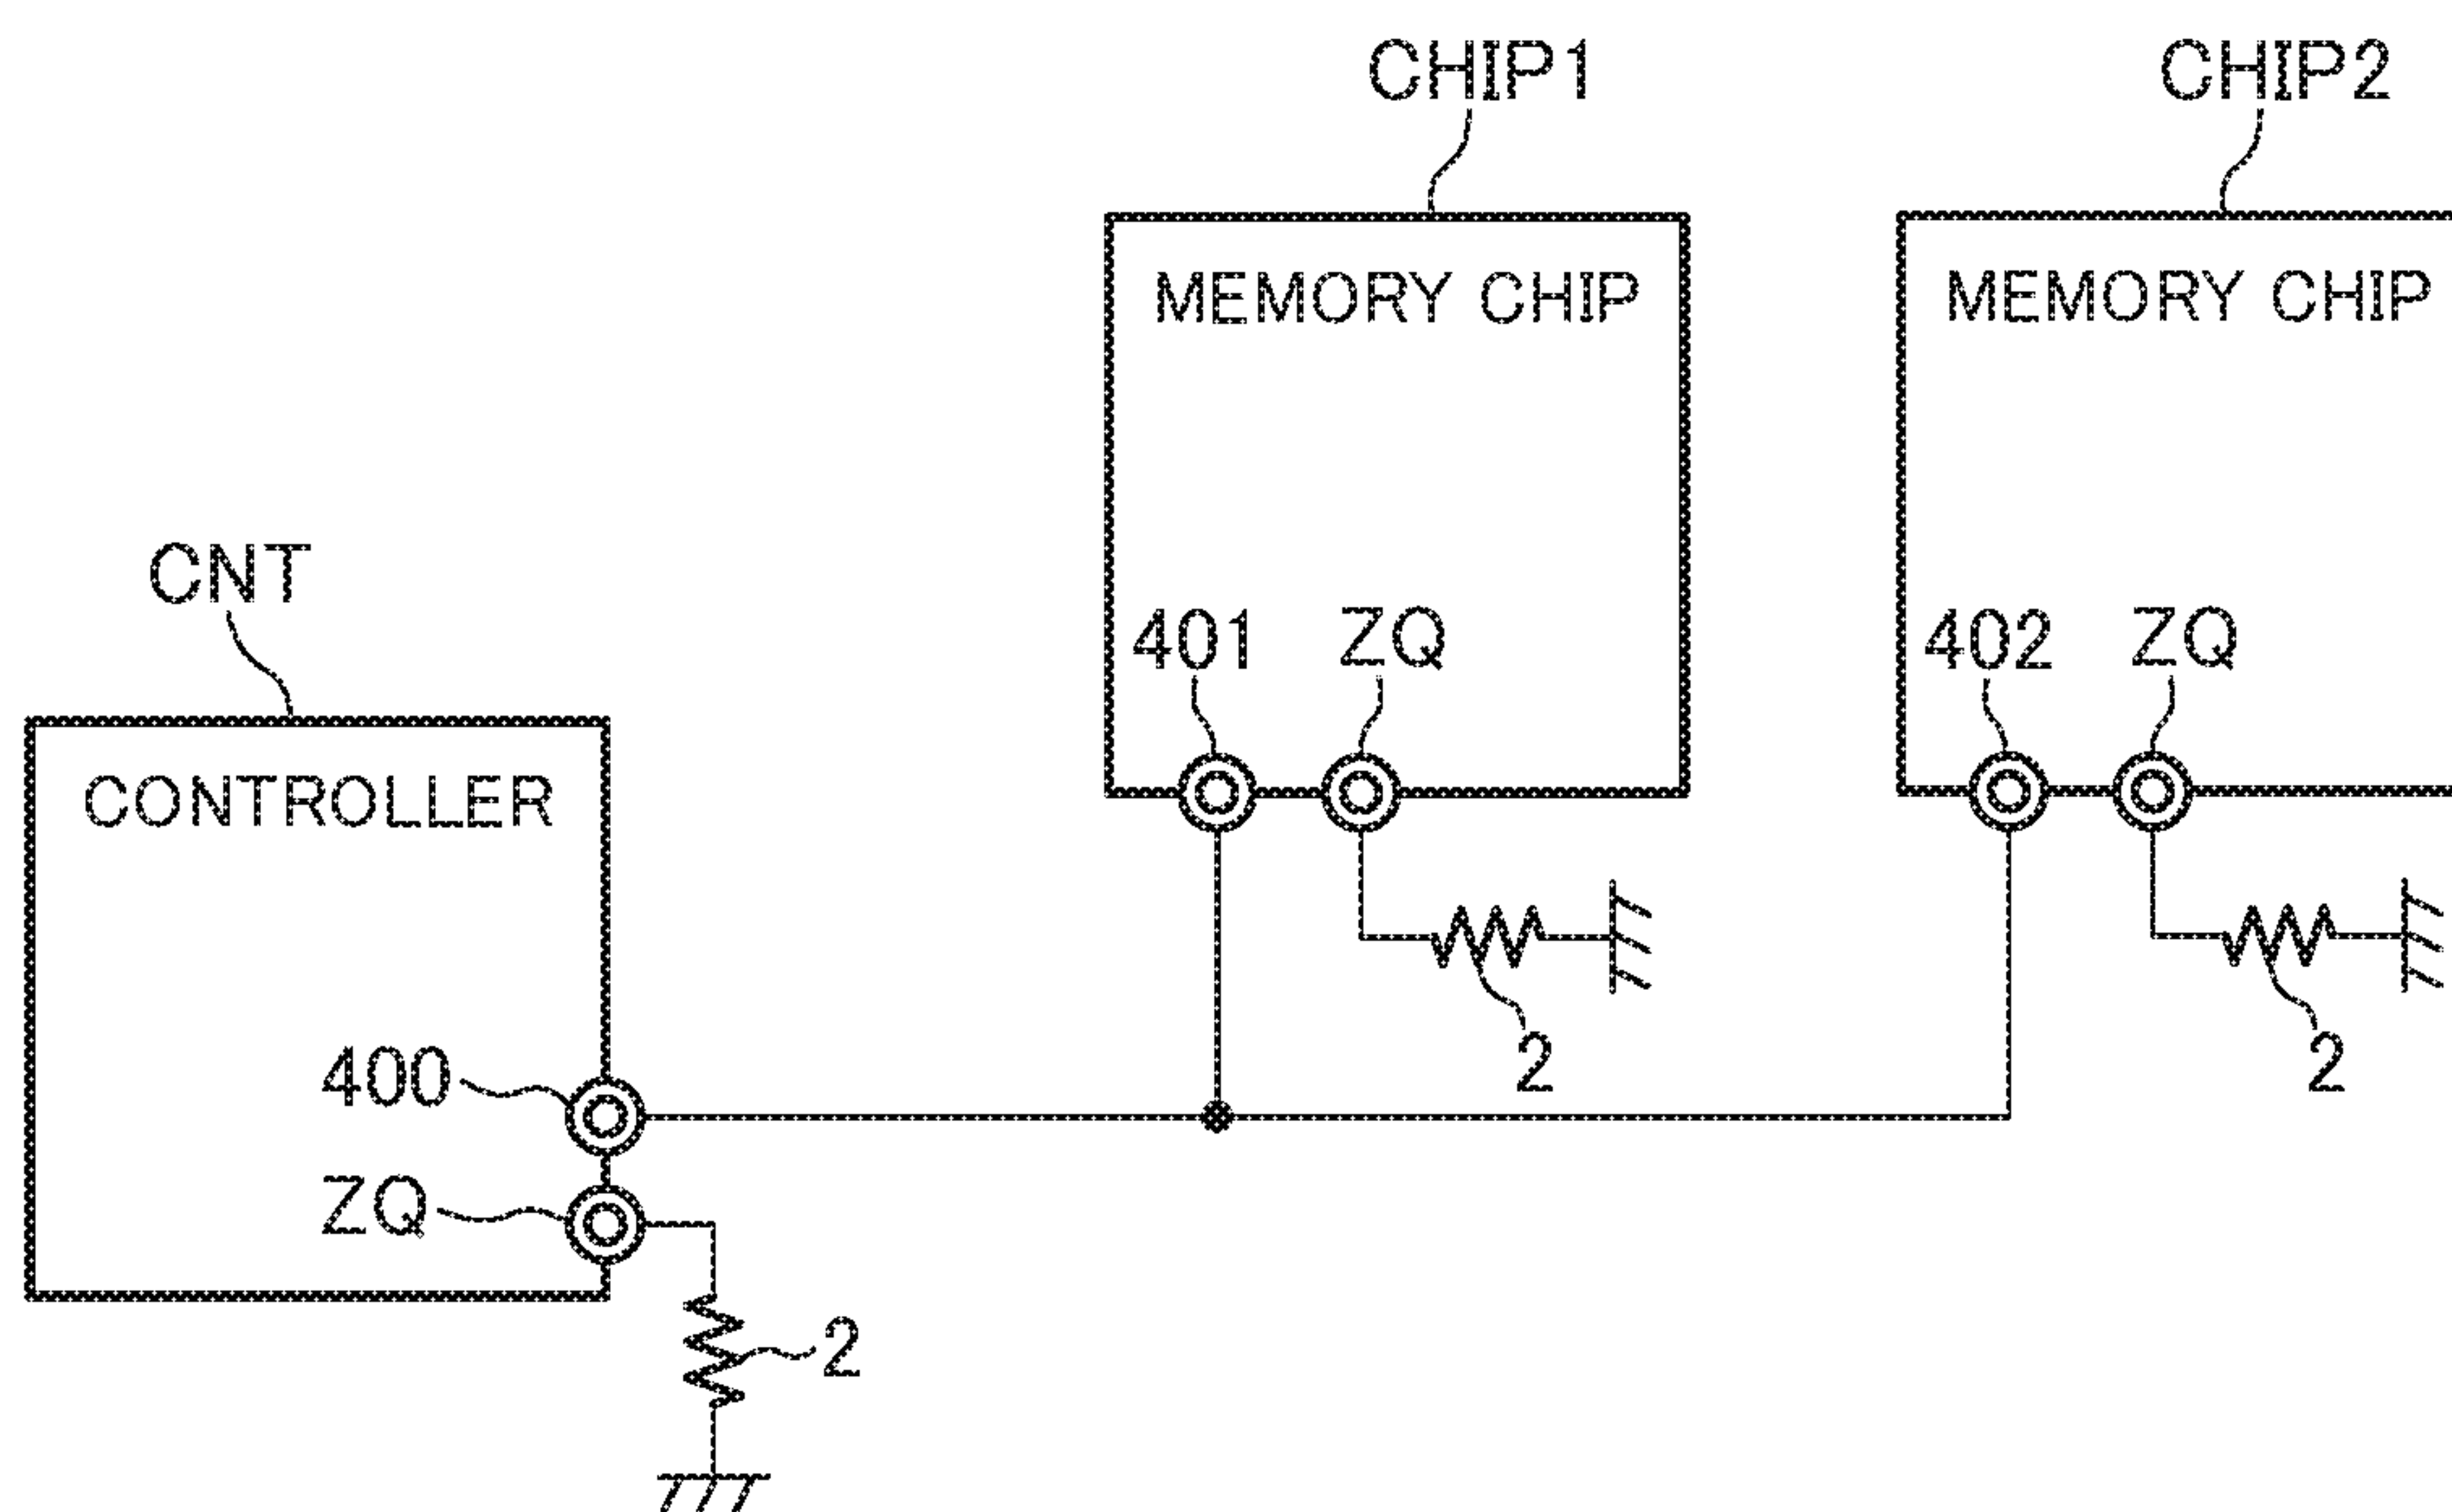 CHIP1 CHIP2
MEMORY CHIP MEMORY CHIP
CNT
401 ZQ 402 ZQ
CONTROLLER
400
2 2
ZQ
2